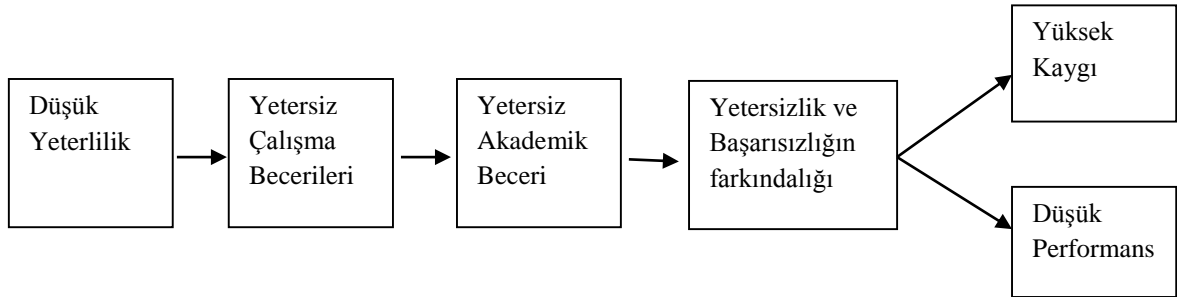 Düşük
Yeterlilik
Yetersiz
Çalışma
Becerileri
Yetersiz
Akademik
Beceri
Yetersizlik ve
Başarısızlığın
farkındalığı
Yüksek
Kaygı
Düşük
Performans